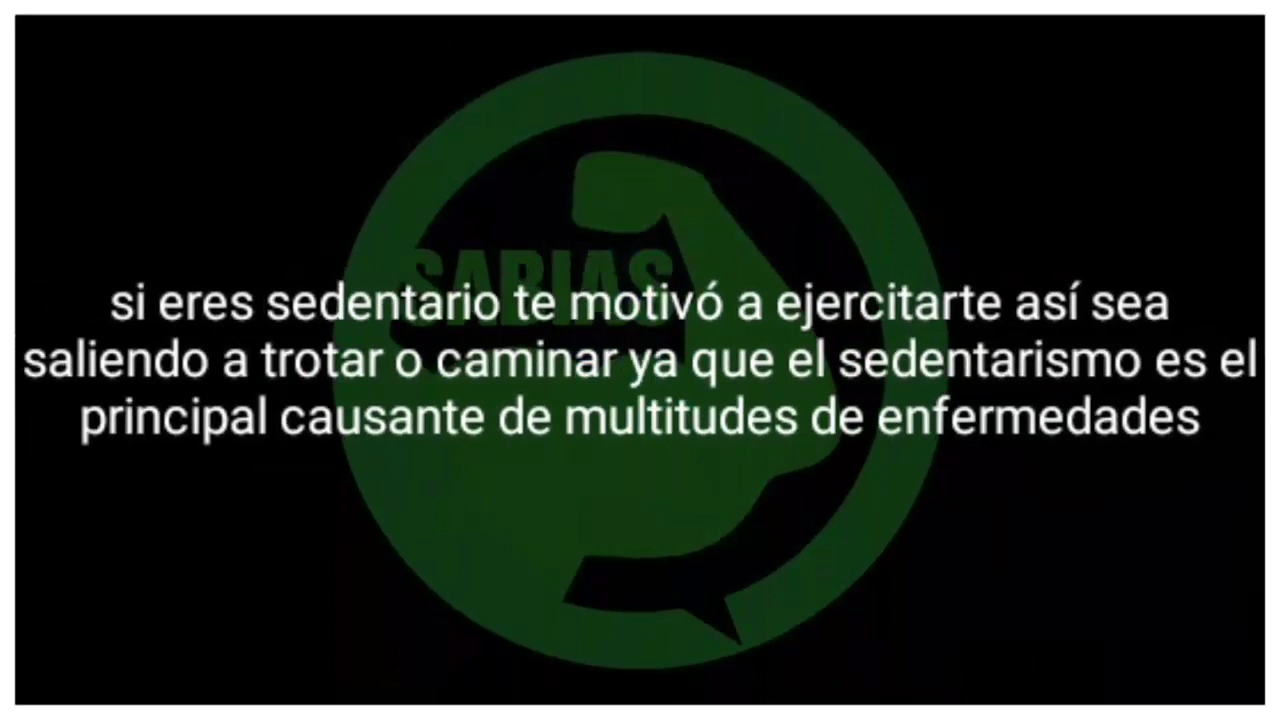 SABIAS
si eres sedentario te motivó a ejercitarte así sea
saliendo a trotar o caminar ya que el sedentarismo es el
principal causante de multitudes de enfermedades